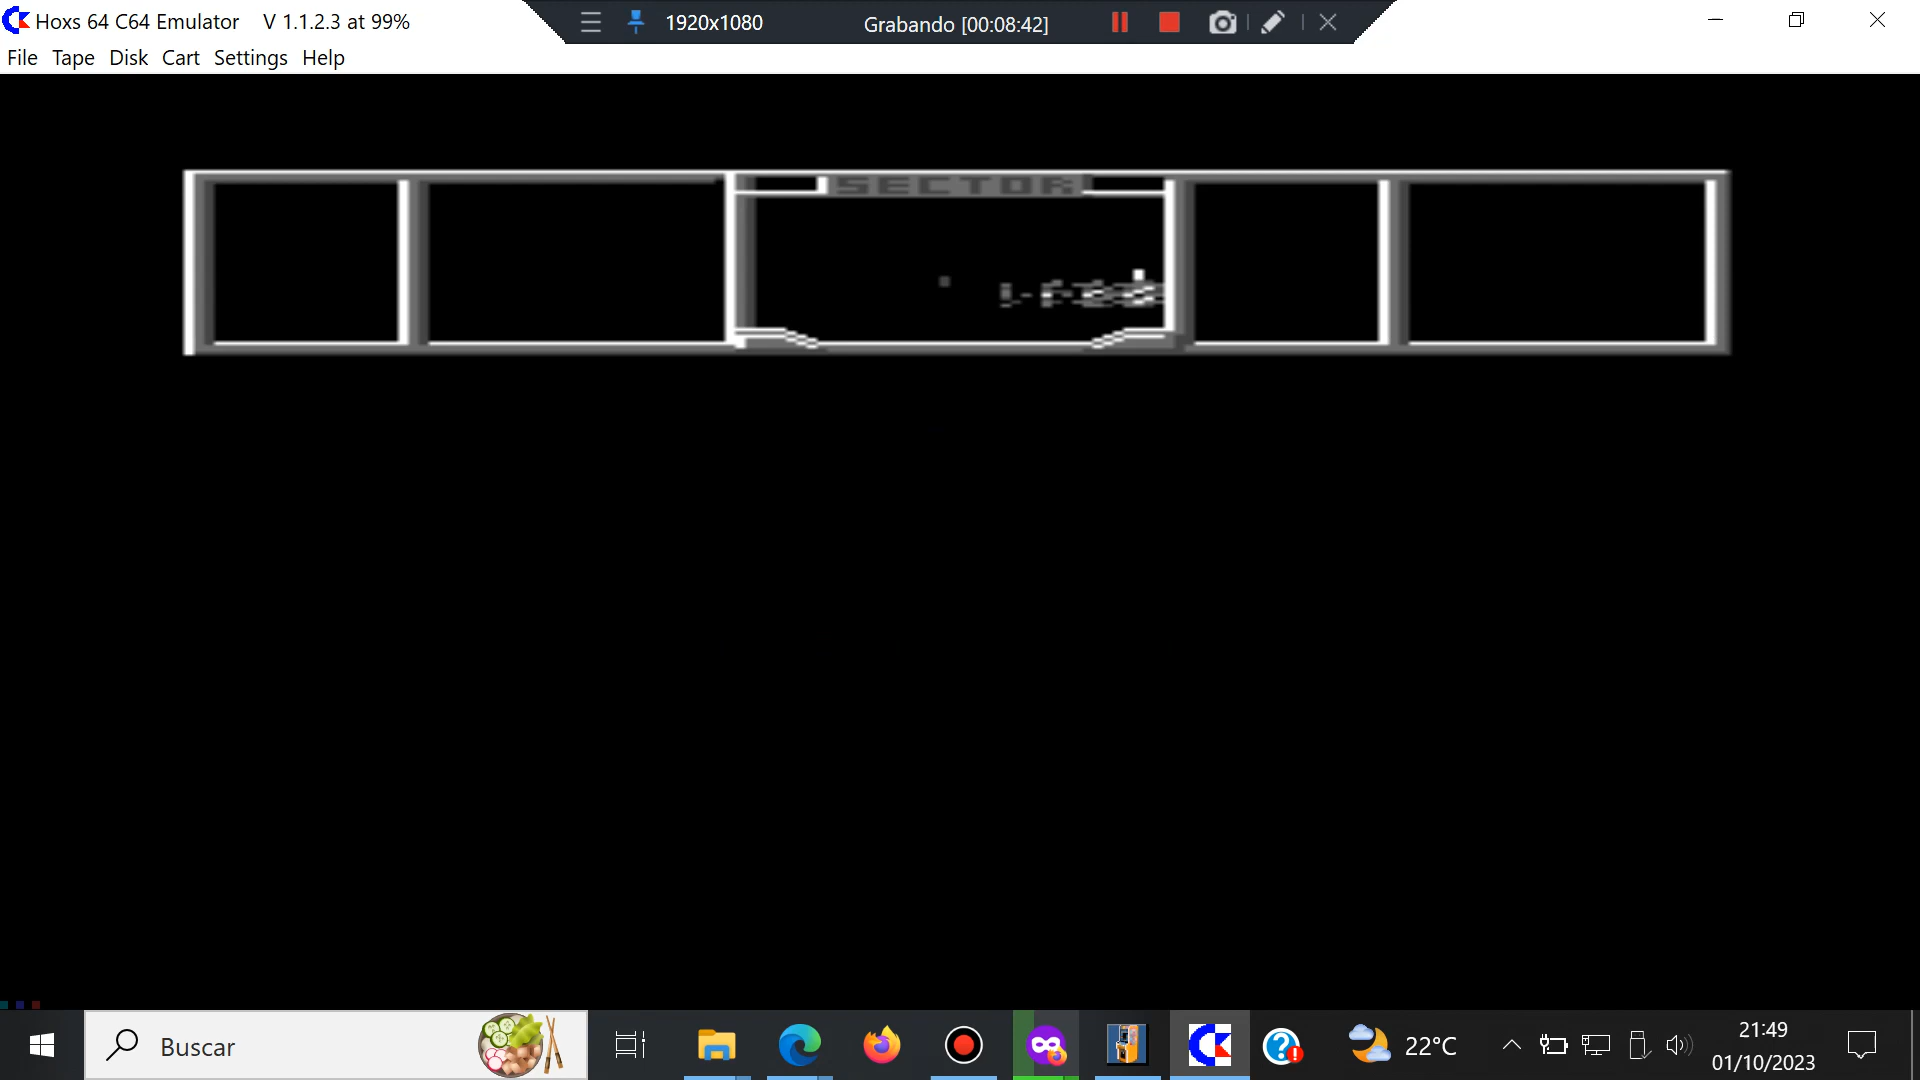 Hoxs 64 C64 Emulator V 1.1.2.3 at 99%
1920x1080
Grabando [00:08:42]
File Tape Disk Cart Settings Help
SECTOR
Buscar
22°C
21:49
01/10/2023